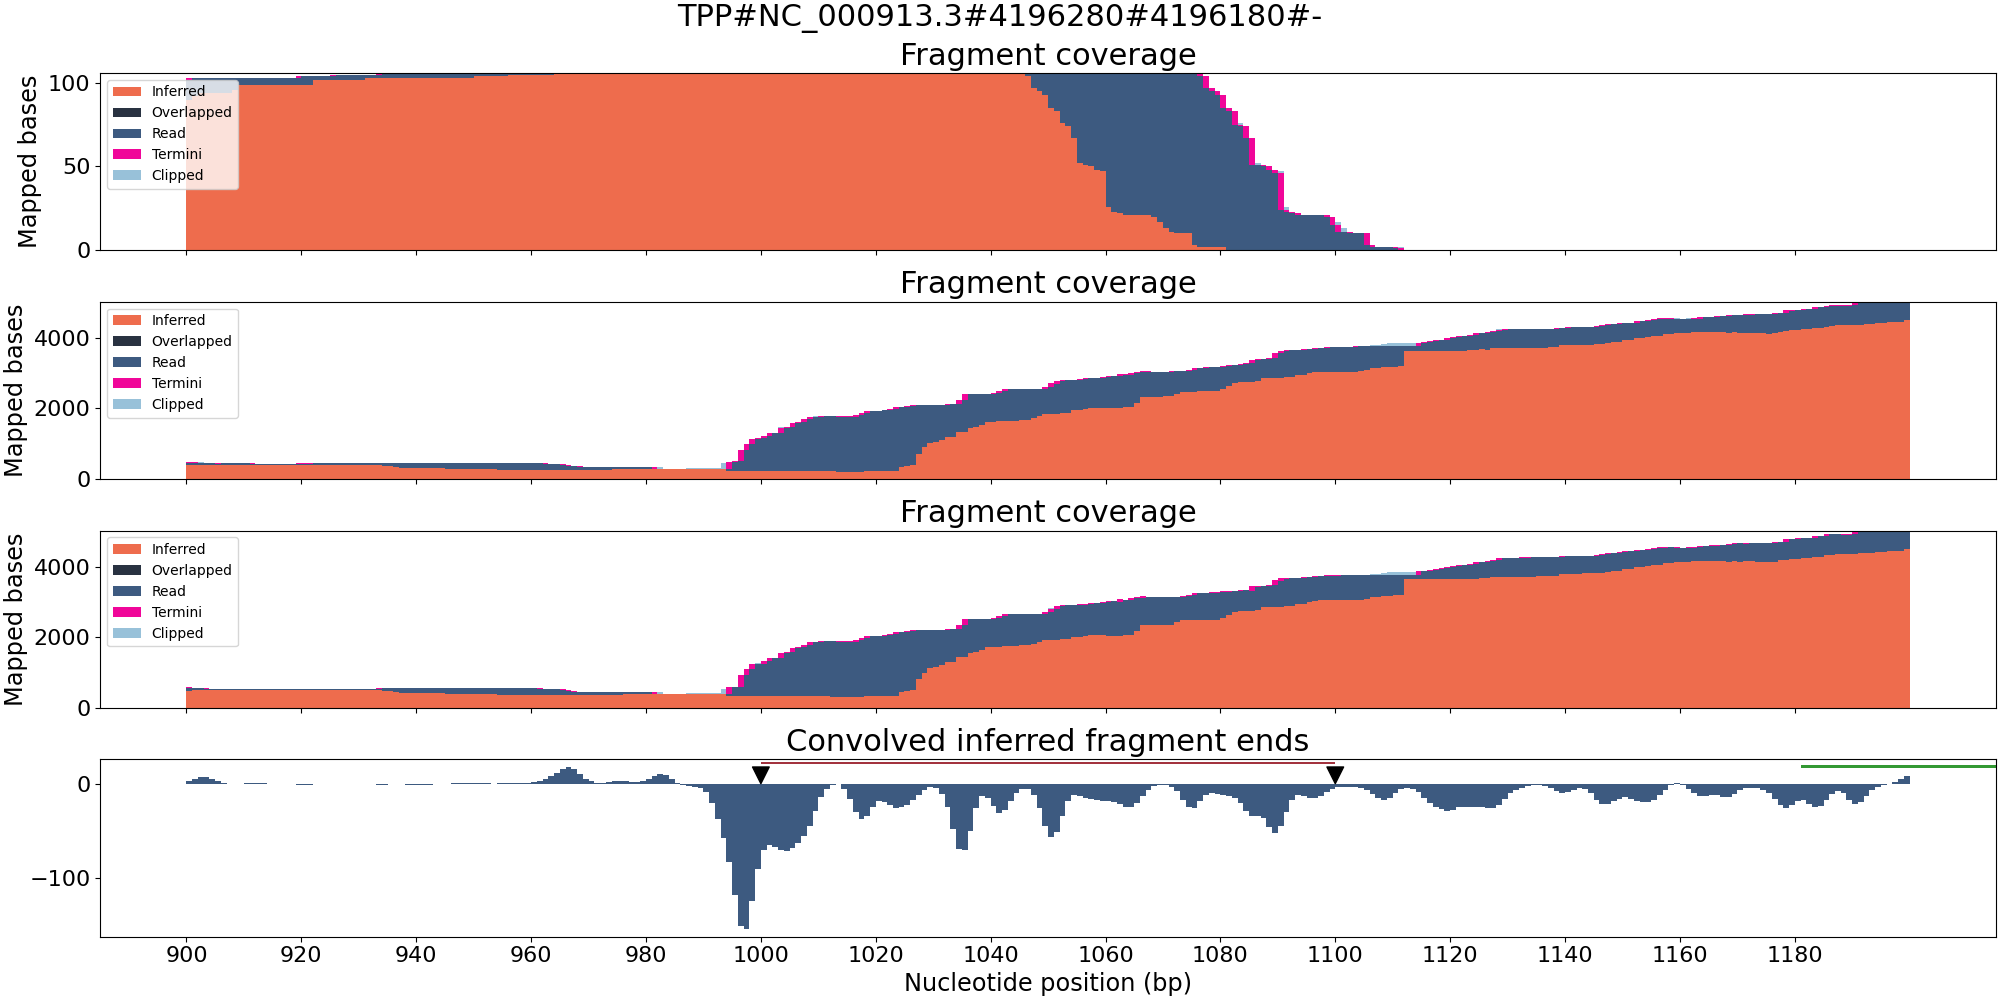 TPP#NC_000913.3#4196280#4196180#-
Fragment coverage
Mapped bases
100
50
0
Inferred
Overlapped
Read
Termini
Clipped
Fragment coverage
Mapped bases
4000
2000
0
Inferred
Overlapped
Read
Termini
Clipped
Fragment coverage
Mapped bases
4000
2000
0
Inferred
Overlapped
Read
Termini
Clipped
Convolved inferred fragment ends
0
−100
900 920 940 960 980 1000 1020 1040 1060 1080 1100 1120 1140 1160 1180
Nucleotide position (bp)